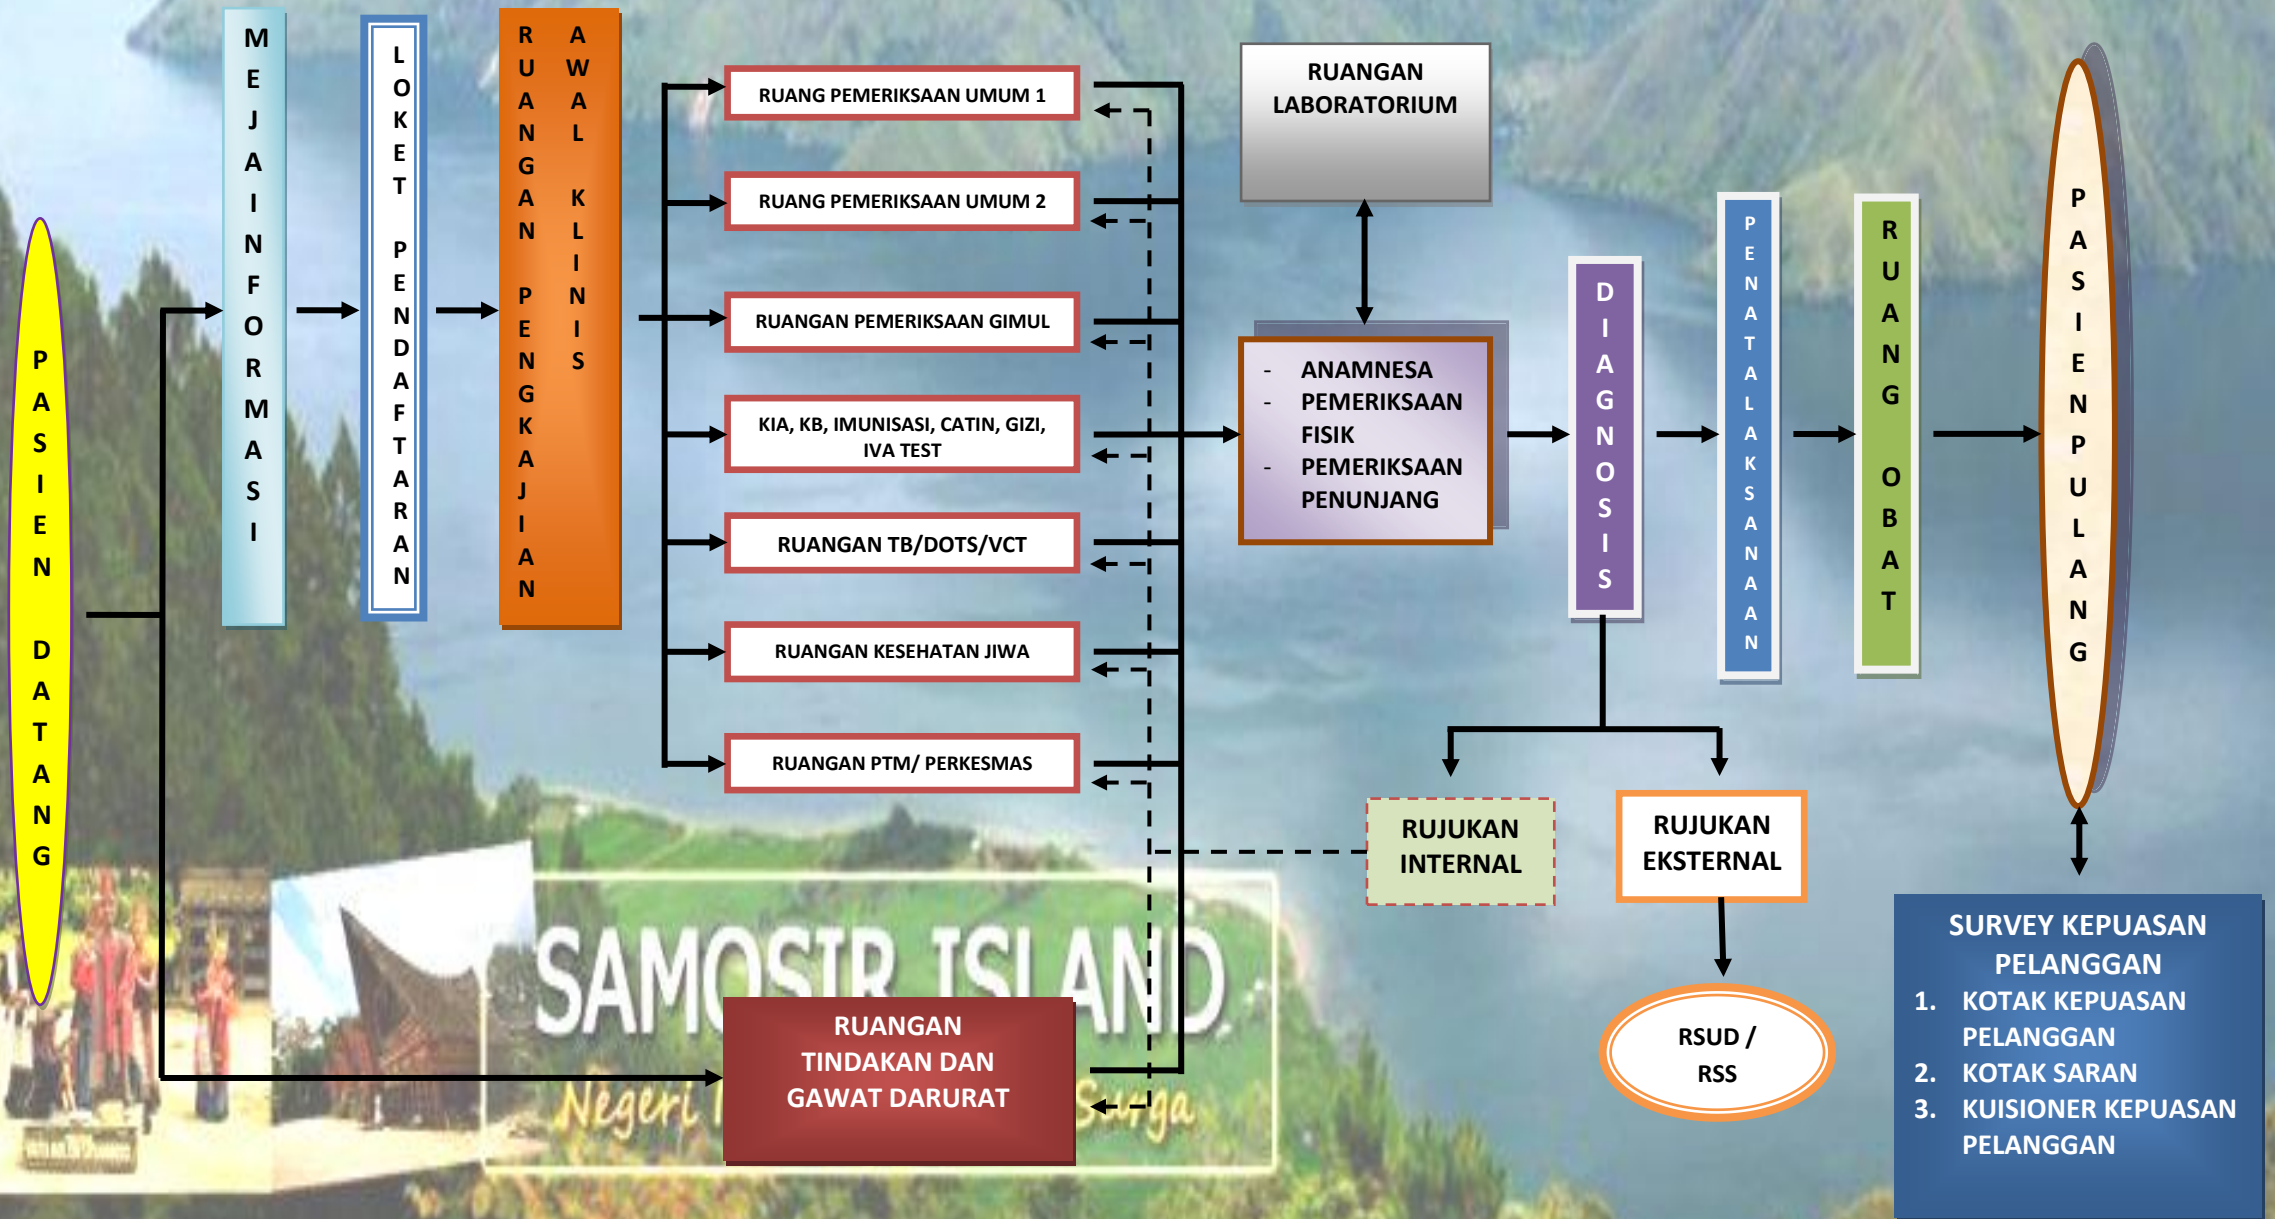 PASIEN DATANG
MEJA INFORMASI
LOKET PENDAFTARAN
RUANGAN PENGKAJIAN
AWAL KLINIS
RUANG PEMERIKSAAN UMUM 1
RUANG PEMERIKSAAN UMUM 2
RUANGAN PEMERIKSAAN GIMUL
KIA, KB, IMUNISASI, CATIN, GIZI,
IVA TEST
RUANGAN TB/DOTS/VCT
RUANGAN KESEHATAN JIWA
RUANGAN PTM/ PERKESMAS
RUANGAN
TINDAKAN DAN
GAWAT DARURAT
RUANGAN
LABORATORIUM
- ANAMNESA
- PEMERIKSAAN
FISIK
- PEMERIKSAAN
PENUNJANG
DIAGNOSIS
PENATALAKSANAAN
RUANG OBAT
PASIEN PULANG
RUJUKAN
INTERNAL
RUJUKAN
EKSTERNAL
RSUD /
RSS
SURVEY KEPUASAN
PELANGGAN
1. KOTAK KEPUASAN
PELANGGAN
2. KOTAK SARAN
3. KUISIONER KEPUASAN
PELANGGAN
SAMOSIR ISLAND
Negeri
Surga